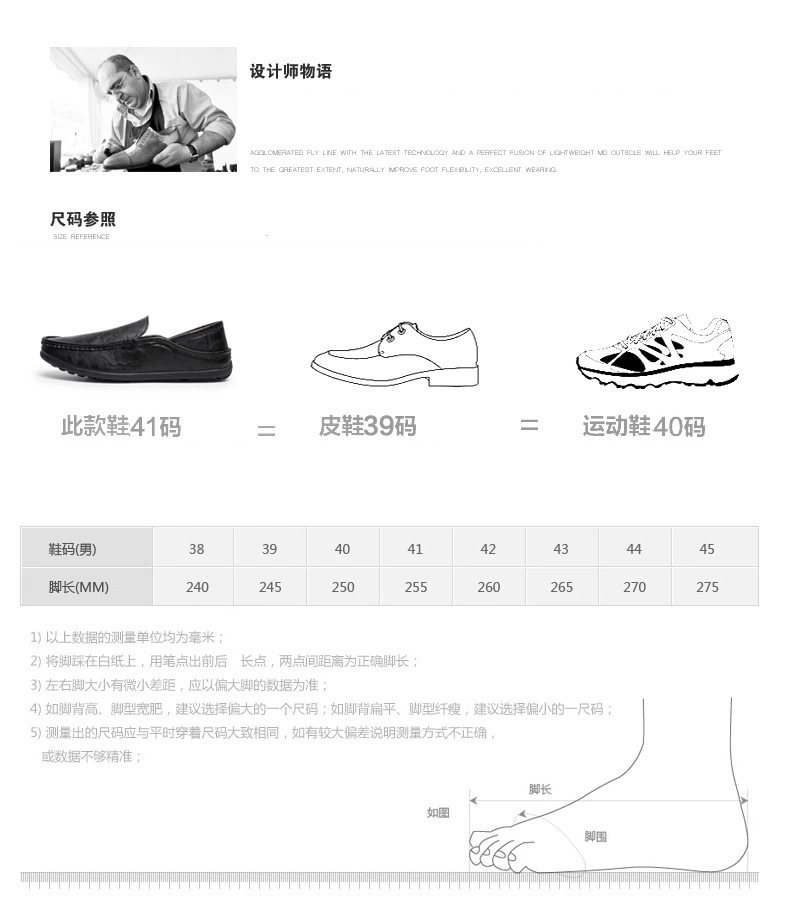 设计师物语
AGGLOMERATED FLY LINE WITH THE LATEST TECHNOLOGY AND A PERFECT FUSION OF LIGHTWEIGHT MD OUTSOLE WILL HELP YOUR FEET
TO THE GREATEST EXTENT, NATURALLY IMPROVE FOOT FLEXIBILITY, EXCELLENT WEARING
尺码参照
SIZE REFERENCE
此款鞋41码 = 皮鞋39码 = 运动鞋40码
鞋码(男) 38 39 40 41 42 43 44 45
脚长(MM) 240 245 250 255 260 265 270 275
1) 以上数据的测量单位均为毫米；
2) 将脚踩在白纸上，用笔点出前后 长点，两点间距离为正确脚长；
3) 左右脚大小有微小差距，应以偏大脚的数据为准；
4) 如脚背高、脚型宽肥，建议选择偏大的一个尺码；如脚背扁平、脚型纤瘦，建议选择偏小的一尺码；
5) 测量出的尺码应与平时穿着尺码大致相同，如有较大偏差说明测量方式不正确，
或数据不够精准；
脚长
如图
脚围